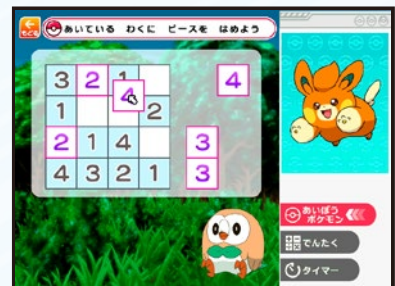 もどる
あいている わくに ピースを はめよう
3 2 1 4
4
1 2
2 1 4 3
4 3 2 1 3
あいぼう
ポケモン
でんたく
タイマー